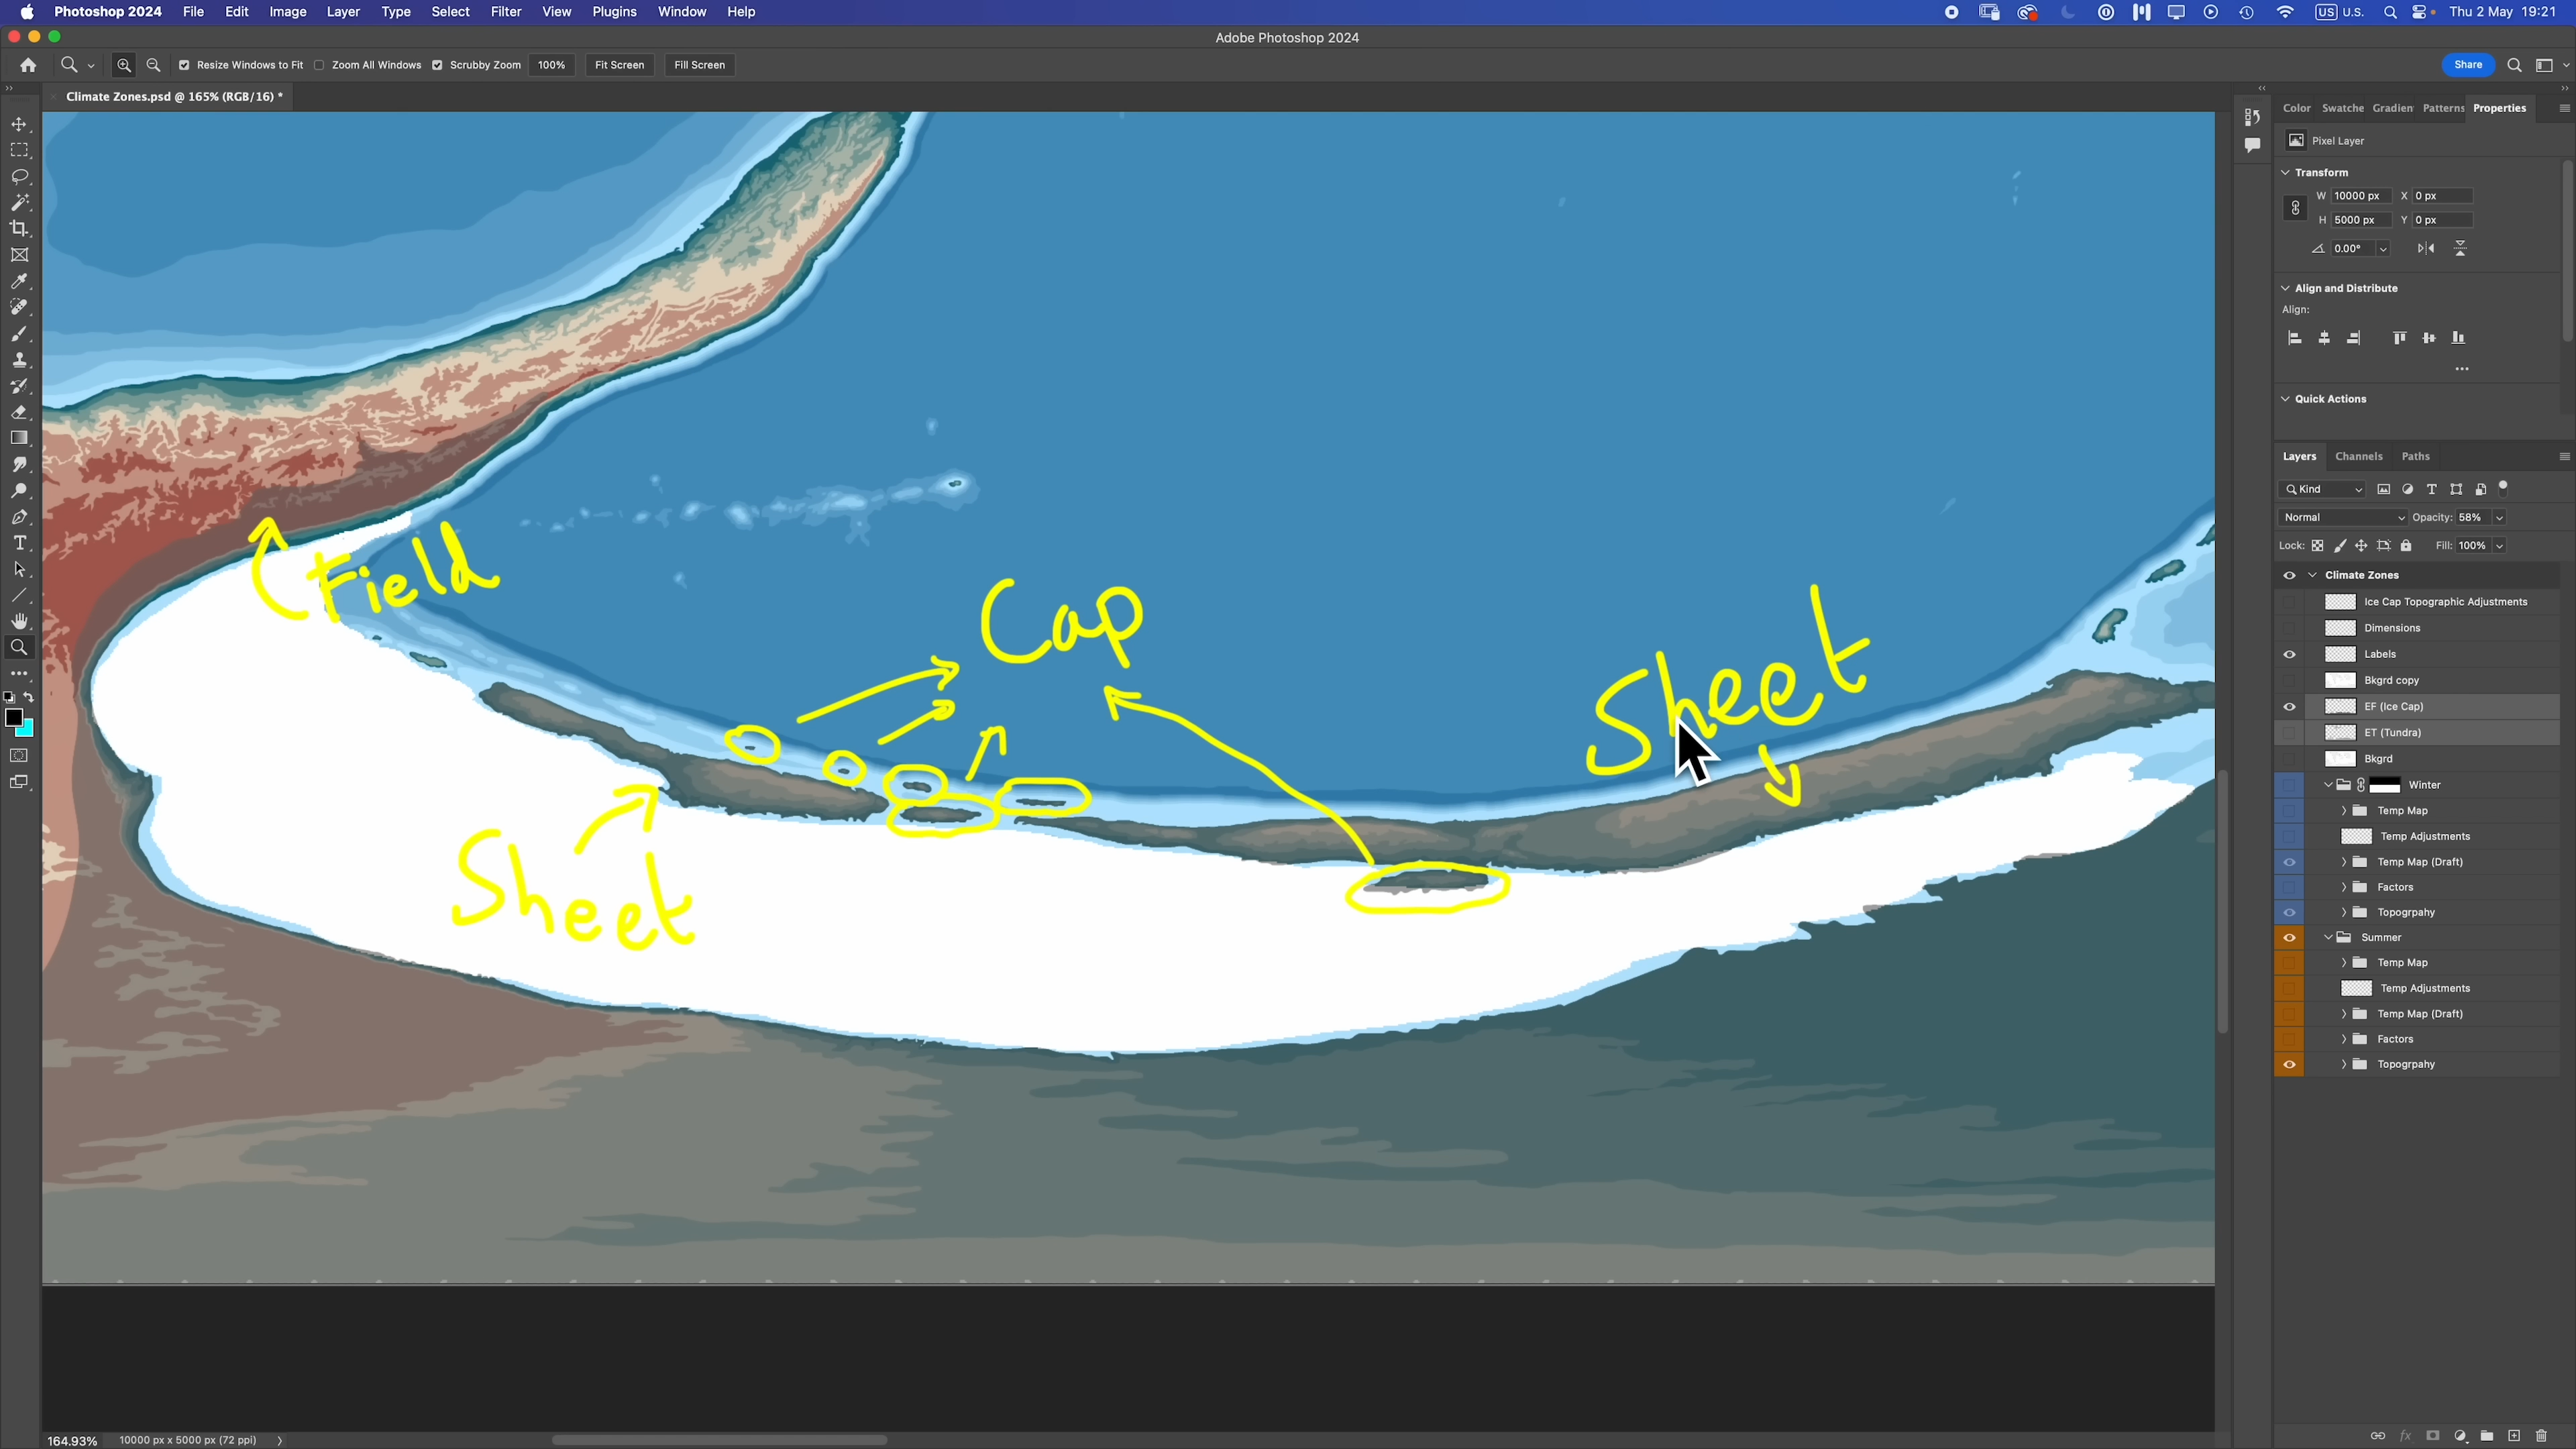 Photoshop 2024 File Edit Image Layer Type Select Filter View Plugins Window Help US U.S. Thu 2 May 19:21
Adobe Photoshop 2024
Resize Windows to Fit Zoom All Windows Scrubby Zoom 100% Fit Screen Fill Screen Share
Climate Zones.psd @ 165% (RGB/16) *
Color Swatche Gradien Patterns Properties
Pixel Layer
Transform
W 10000 px X 0 px
H 5000 px Y 0 px
0.00°
Align and Distribute
Align:
Quick Actions
Layers Channels Paths
Kind
Normal Opacity: 58%
Lock: Fill: 100%
Climate Zones
Ice Cap Topographic Adjustments
Dimensions
Labels
Bkgrd copy
EF (Ice Cap)
ET (Tundra)
Bkgrd
Winter
Temp Map
Temp Adjustments
Temp Map (Draft)
Factors
Topogrpahy
Summer
Temp Map
Temp Adjustments
Temp Map (Draft)
Factors
Topogrpahy
Field
Cap
Sheet
Sheet
164.93% 10000 px x 5000 px (72 ppi)